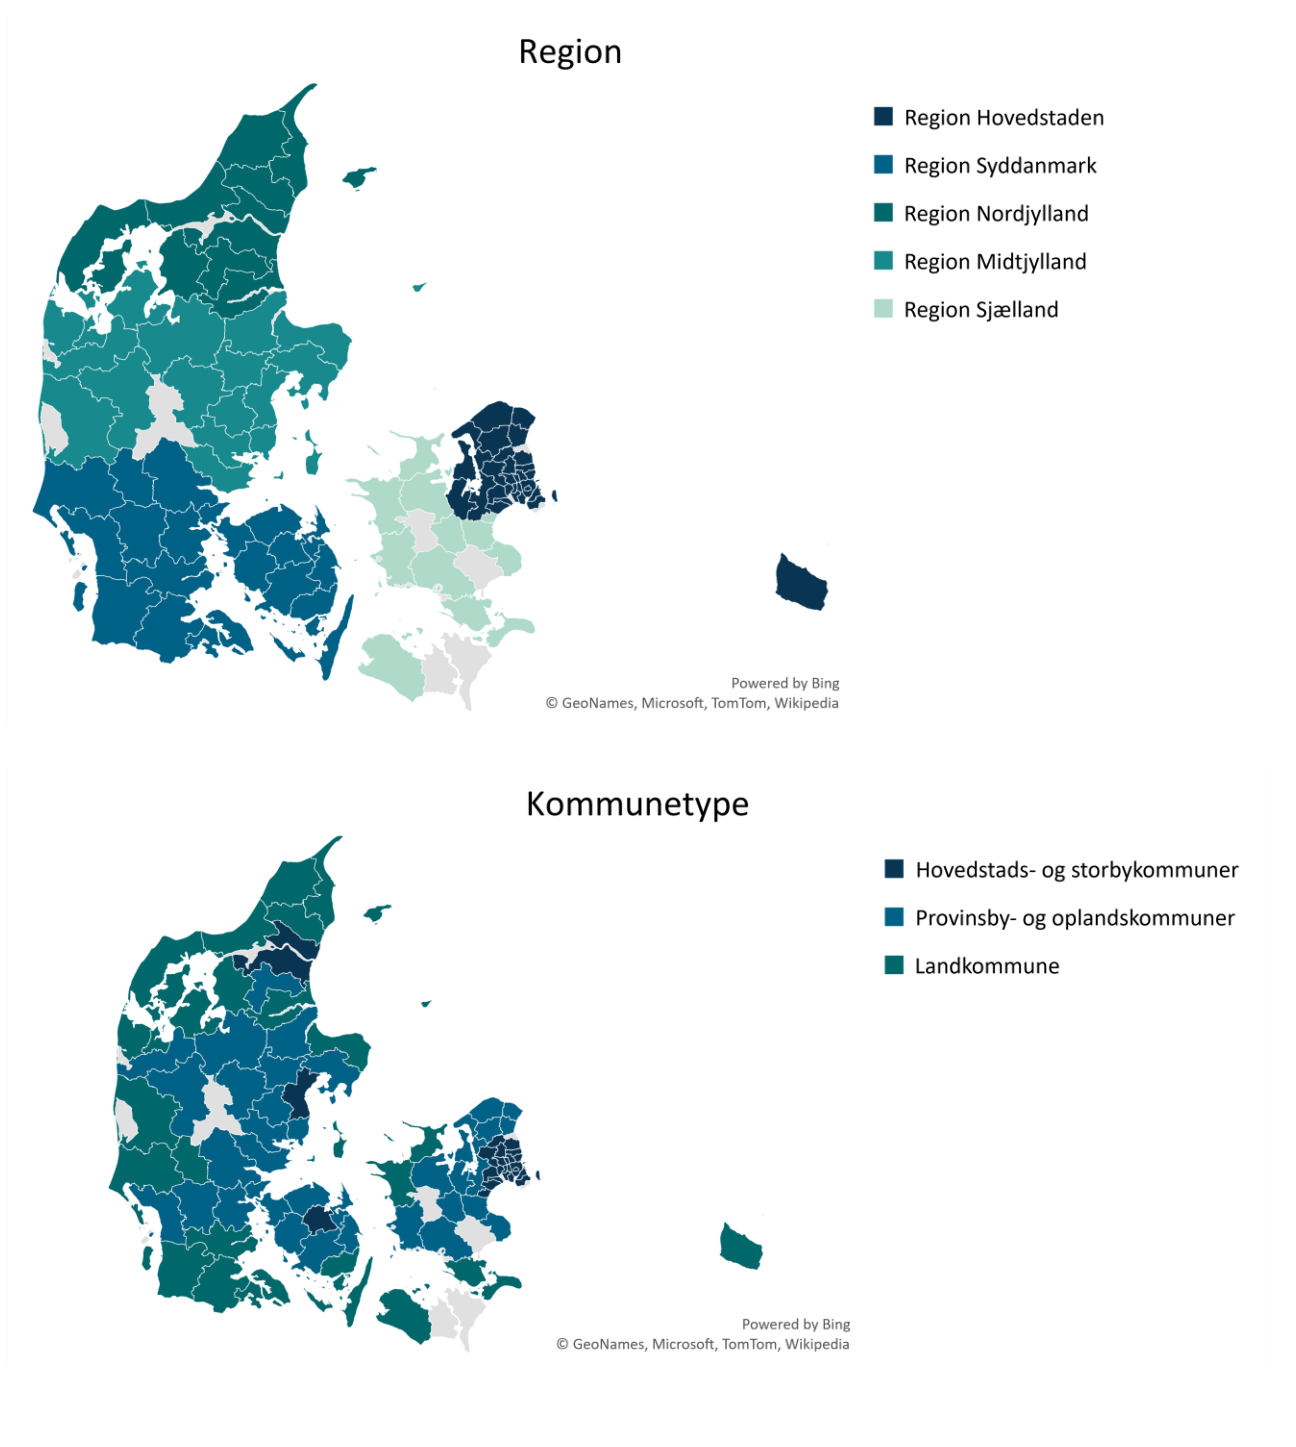 Region
Region Hovedstaden
Region Syddanmark
Region Nordjylland
Region Midtjylland
Region Sjælland
Powered by Bing
© GeoNames, Microsoft, TomTom, Wikipedia
Kommunetype
Hovedstads- og storbykommuner
Provinsby- og oplandskommuner
Landkommune
Powered by Bing
© GeoNames, Microsoft, TomTom, Wikipedia